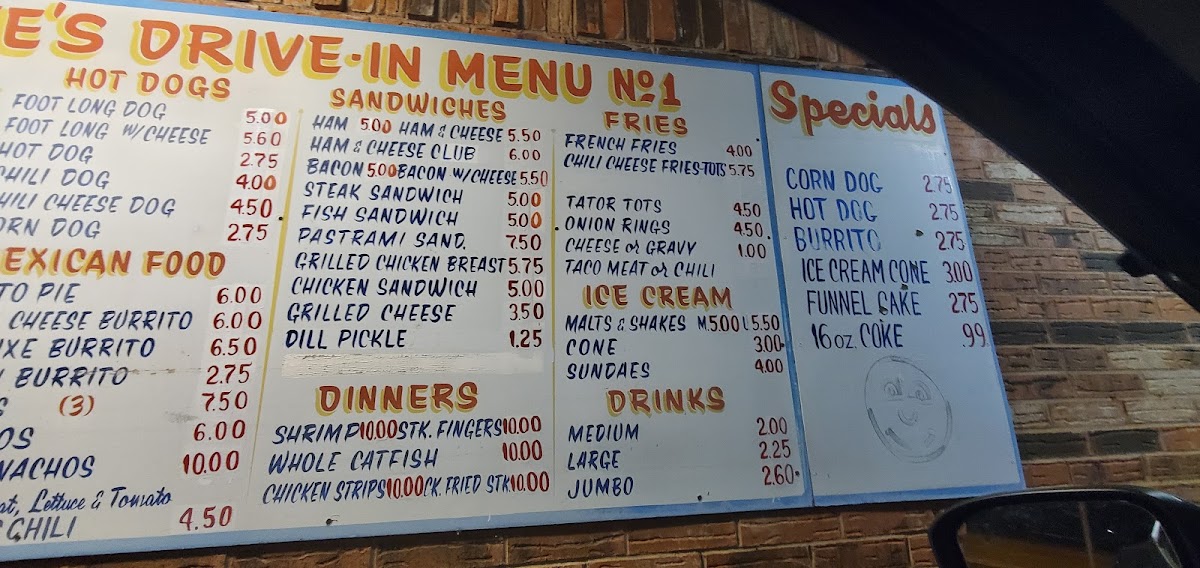 E'S DRIVE-IN MENU Nº1
HOT DOGS
FOOT LONG DOG 5.00
FOOT LONG W/CHEESE 5.60
HOT DOG 2.75
CHILI DOG 4.00
HILI CHEESE DOG 4.50
ORN DOG 2.75
EXICAN FOOD
TO PIE 6.00
CHEESE BURRITO 6.00
UXE BURRITO 6.50
BURRITO 2.75
S (3) 7.50
OS 6.00
NACHOS 10.00
at, Lettuce & Tomato
CHILI 4.50
SANDWICHES
HAM 5.00 HAM & CHEESE 5.50
HAM & CHEESE CLUB 6.00
BACON 5.00 BACON W/CHEESE 5.50
STEAK SANDWICH 5.00
FISH SANDWICH 5.00
PASTRAMI SAND. 7.50
GRILLED CHICKEN BREAST 5.75
CHICKEN SANDWICH 5.00
GRILLED CHEESE 3.50
DILL PICKLE 1.25
DINNERS
SHRIMP 10.00 STK. FINGERS 10.00
WHOLE CATFISH 10.00
CHICKEN STRIPS 10.00 CK. FRIED STK 10.00
FRIES
FRENCH FRIES 4.00
CHILI CHEESE FRIES-TOTS 5.75
TATOR TOTS 4.50
ONION RINGS 4.50
CHEESE or GRAVY 1.00
TACO MEAT or CHILI
ICE CREAM
MALTS & SHAKES M.5.00 L 5.50
CONE 3.00
SUNDAES 4.00
DRINKS
MEDIUM 2.00
LARGE 2.25
JUMBO 2.60
Specials
CORN DOG 2.75
HOT DOG 2.75
BURRITO 2.75
ICE CREAM CONE 3.00
FUNNEL CAKE 2.75
16 oz. COKE .99